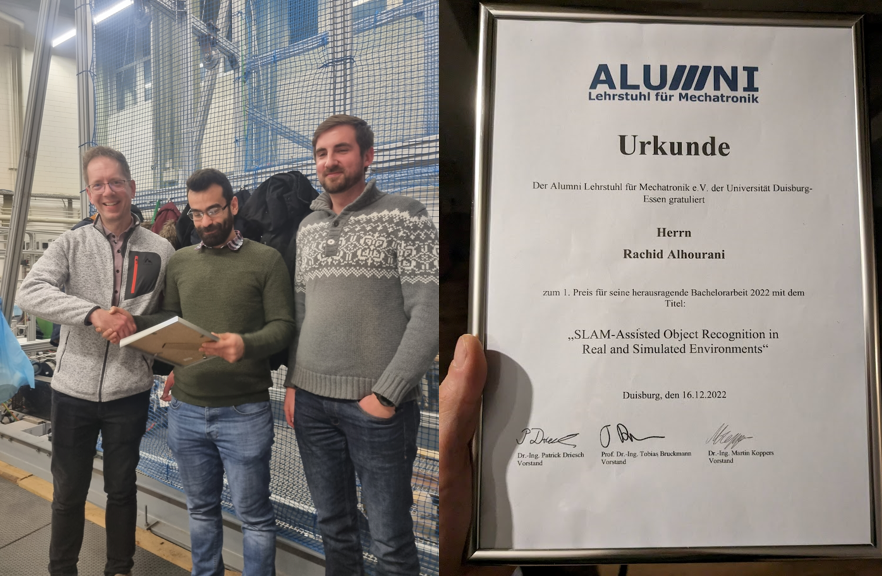 ALUMNI
Lehrstuhl für Mechatronik
Urkunde
Der Alumni Lehrstuhl für Mechatronik e.V. der Universität Duisburg-
Essen gratuliert
Herrn
Rachid Alhourani
zum 1. Preis für seine herausragende Bachelorarbeit 2022 mit dem
Titel:
„SLAM-Assisted Object Recognition in
Real and Simulated Environments“
Duisburg, den 16.12.2022
Dr.-Ing. Patrick Driesch
Vorstand
Prof. Dr.-Ing. Tobias Bruckmann
Vorstand
Dr.-Ing. Martin Koppers
Vorstand